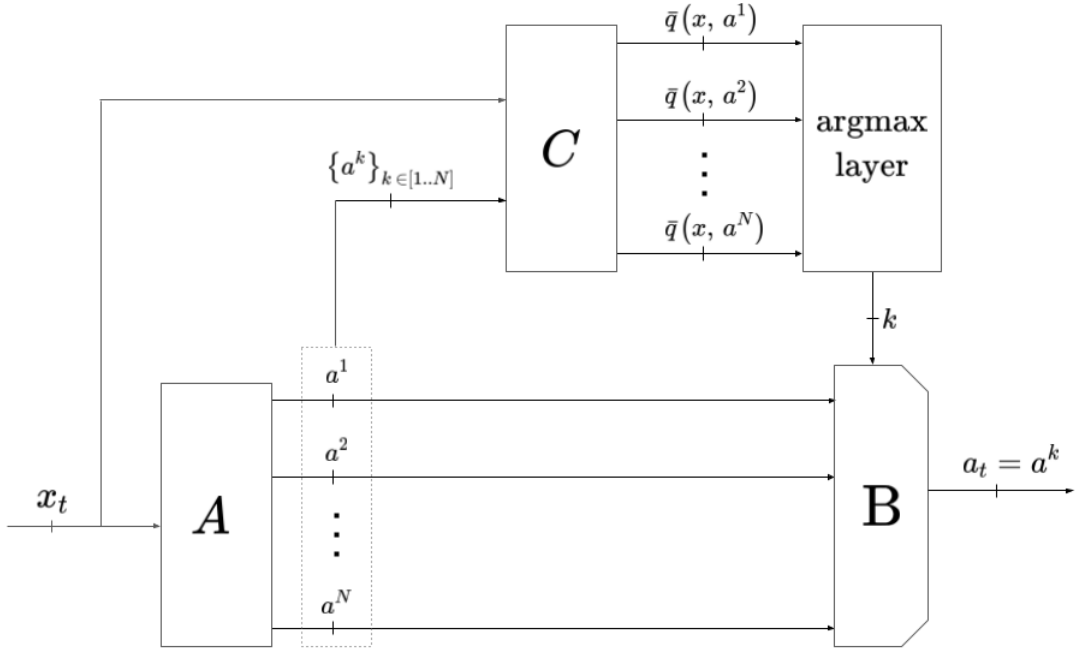 q̄(x, a¹)
q̄(x, a²)
⋮
q̄(x, aᴺ)
C
argmax
layer
{aᵏ}ₖ∈[1..N]
k
a¹
a²
⋮
aᴺ
xₜ
A
B
aₜ = aᵏ